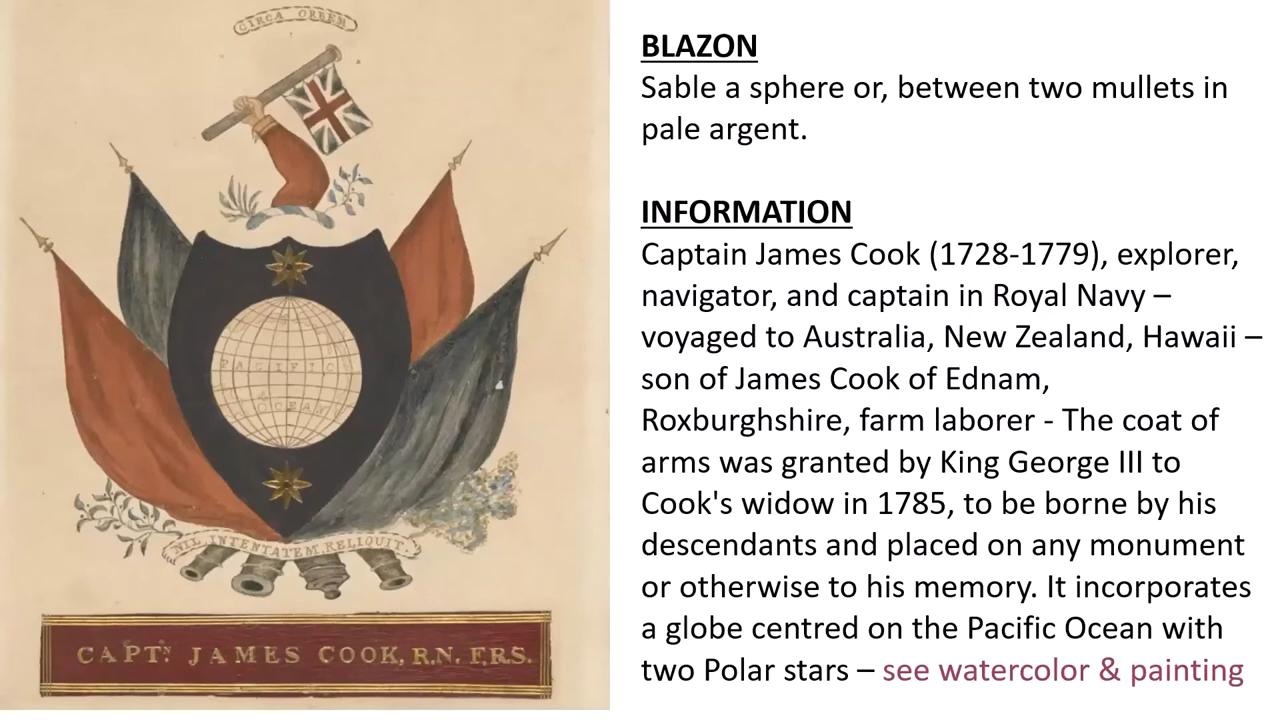 CIRCA ORBEM
PACIFIC
OCEAN
NIL INTENTATEM RELIQUIT.
CAPTN. JAMES COOK, R.N. F.R.S.
BLAZON
Sable a sphere or, between two mullets in
pale argent.
INFORMATION
Captain James Cook (1728-1779), explorer,
navigator, and captain in Royal Navy –
voyaged to Australia, New Zealand, Hawaii –
son of James Cook of Ednam,
Roxburghshire, farm laborer - The coat of
arms was granted by King George III to
Cook's widow in 1785, to be borne by his
descendants and placed on any monument
or otherwise to his memory. It incorporates
a globe centred on the Pacific Ocean with
two Polar stars – see watercolor & painting